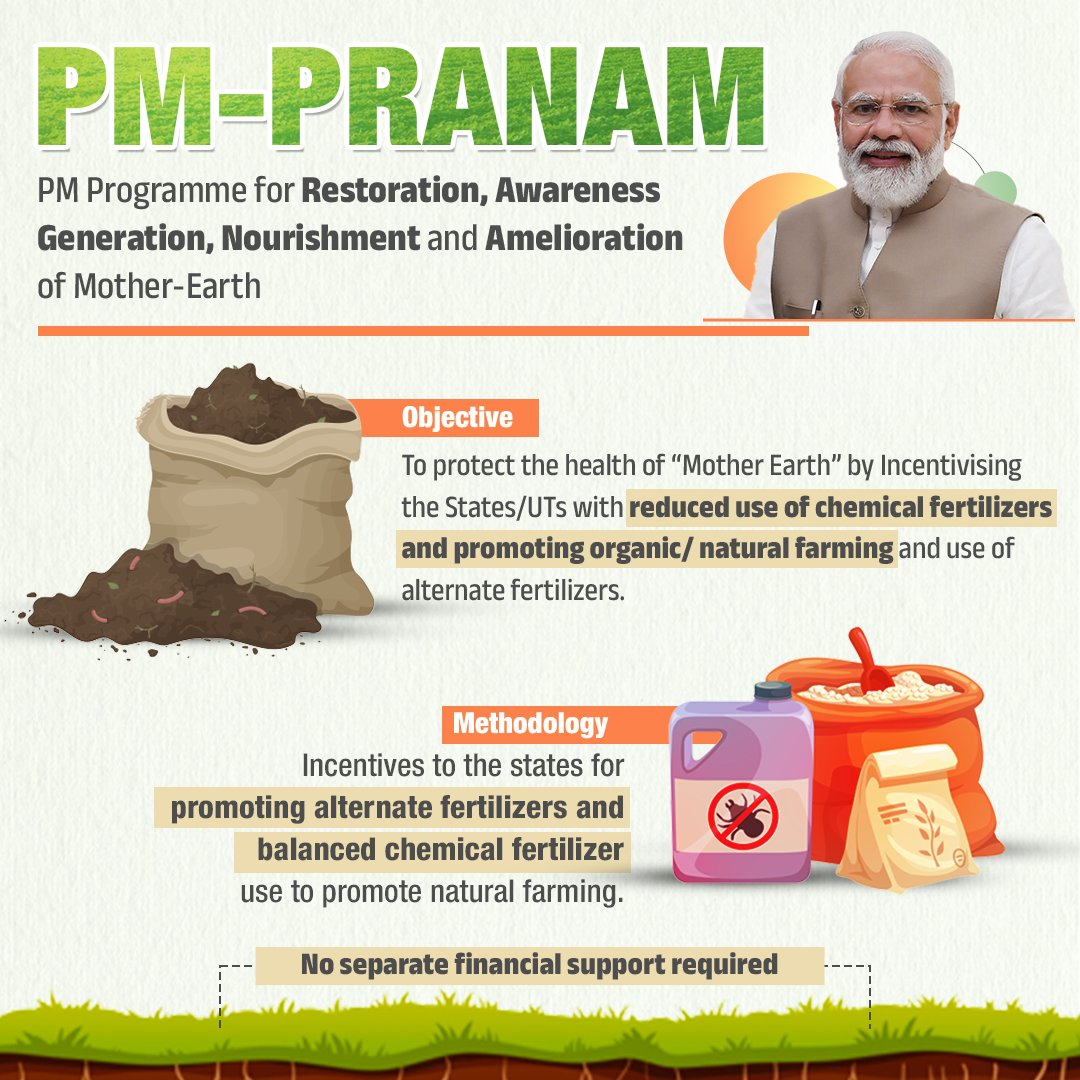 PM-PRANAM
PM Programme for Restoration, Awareness
Generation, Nourishment and Amelioration
of Mother-Earth
Objective
To protect the health of “Mother Earth” by Incentivising
the States/UTs with reduced use of chemical fertilizers
and promoting organic/ natural farming and use of
alternate fertilizers.
Methodology
Incentives to the states for
promoting alternate fertilizers and
balanced chemical fertilizer
use to promote natural farming.
No separate financial support required